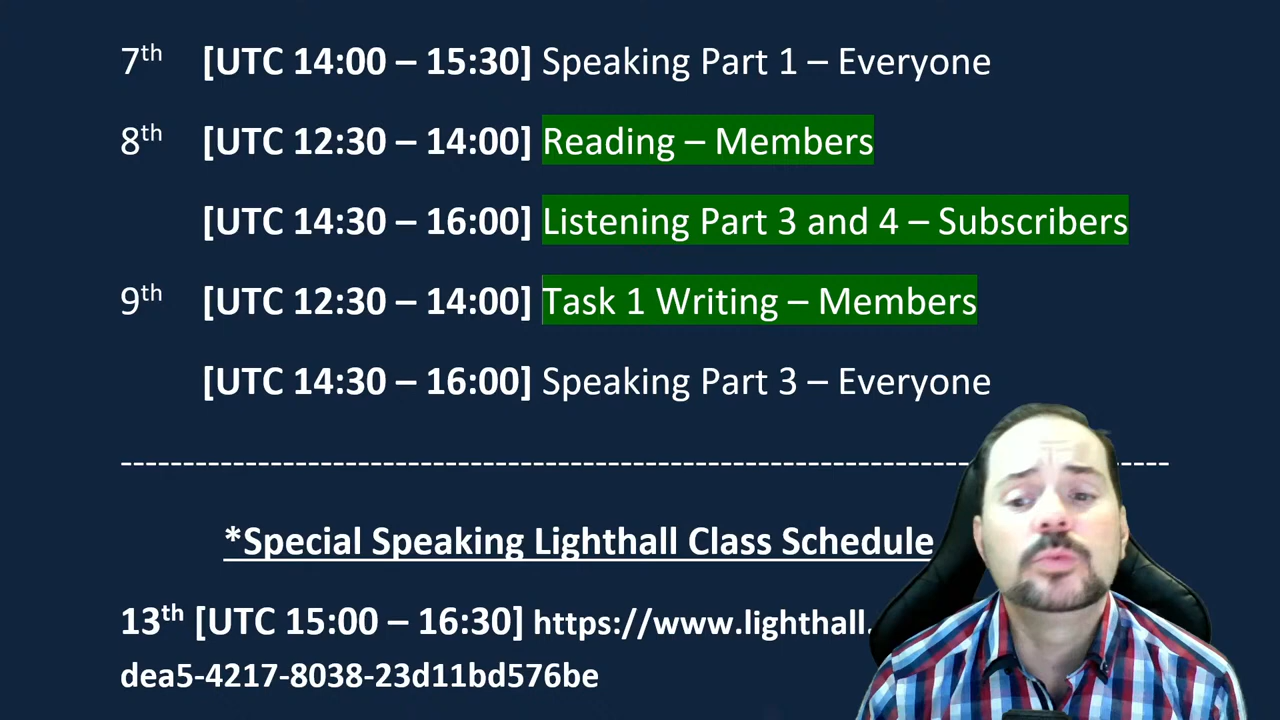 7th [UTC 14:00 – 15:30] Speaking Part 1 – Everyone
8th [UTC 12:30 – 14:00] Reading – Members
[UTC 14:30 – 16:00] Listening Part 3 and 4 – Subscribers
9th [UTC 12:30 – 14:00] Task 1 Writing – Members
[UTC 14:30 – 16:00] Speaking Part 3 – Everyone
--------------------------------------------------------------------------------
*Special Speaking Lighthall Class Schedule
13th [UTC 15:00 – 16:30] https://www.lighthall.
dea5-4217-8038-23d11bd576be